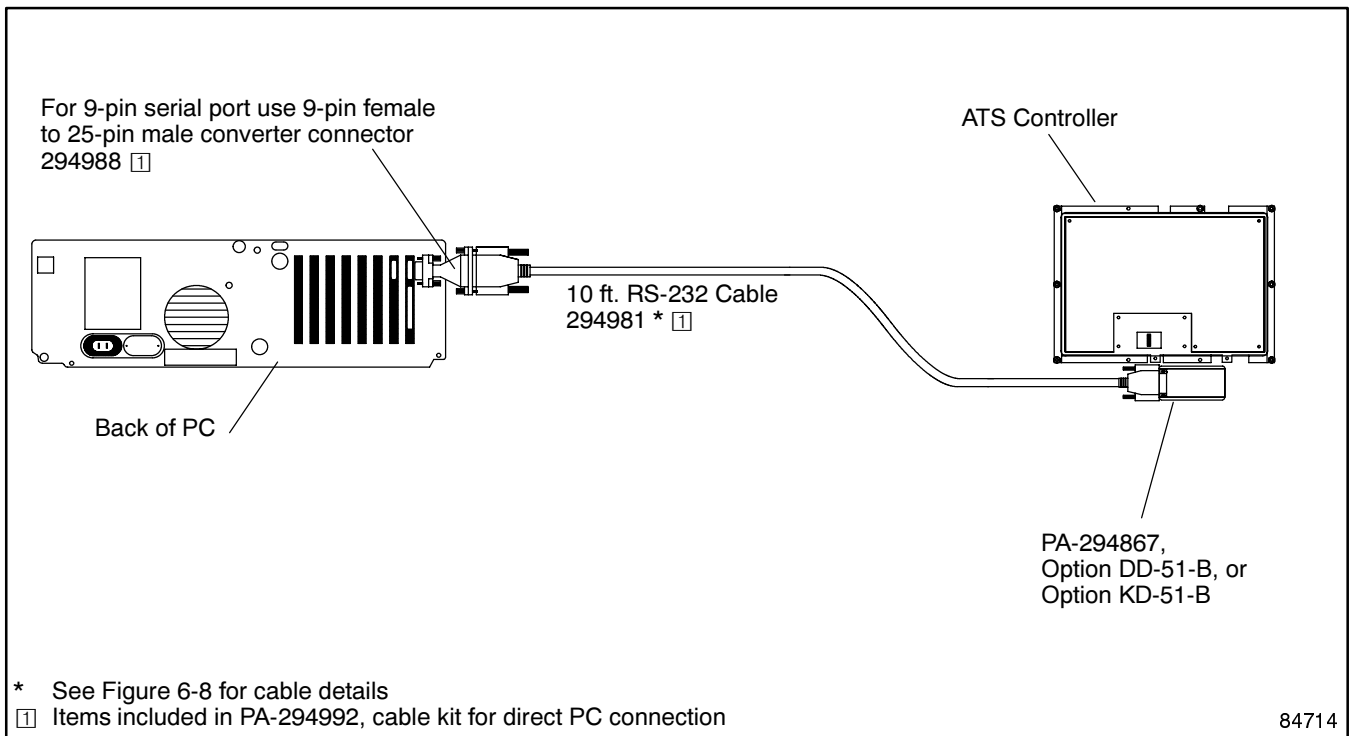 For 9-pin serial port use 9-pin female
to 25-pin male converter connector
294988 1
ATS Controller
10 ft. RS-232 Cable
294981 * 1
Back of PC
PA-294867,
Option DD-51-B, or
Option KD-51-B
* See Figure 6-8 for cable details
1 Items included in PA-294992, cable kit for direct PC connection
84714